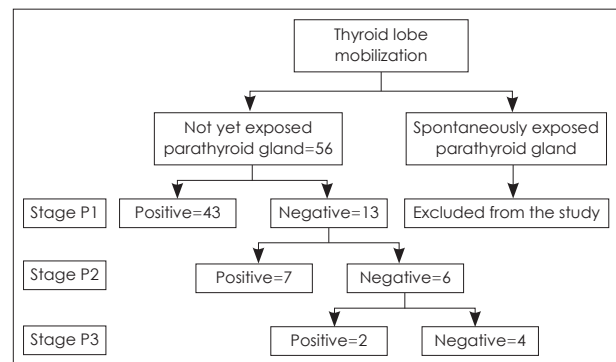 Thyroid lobe
mobilization
Not yet exposed
parathyroid gland=56
Spontaneously exposed
parathyroid gland
Stage P1
Positive=43
Negative=13
Excluded from the study
Stage P2
Positive=7
Negative=6
Stage P3
Positive=2
Negative=4